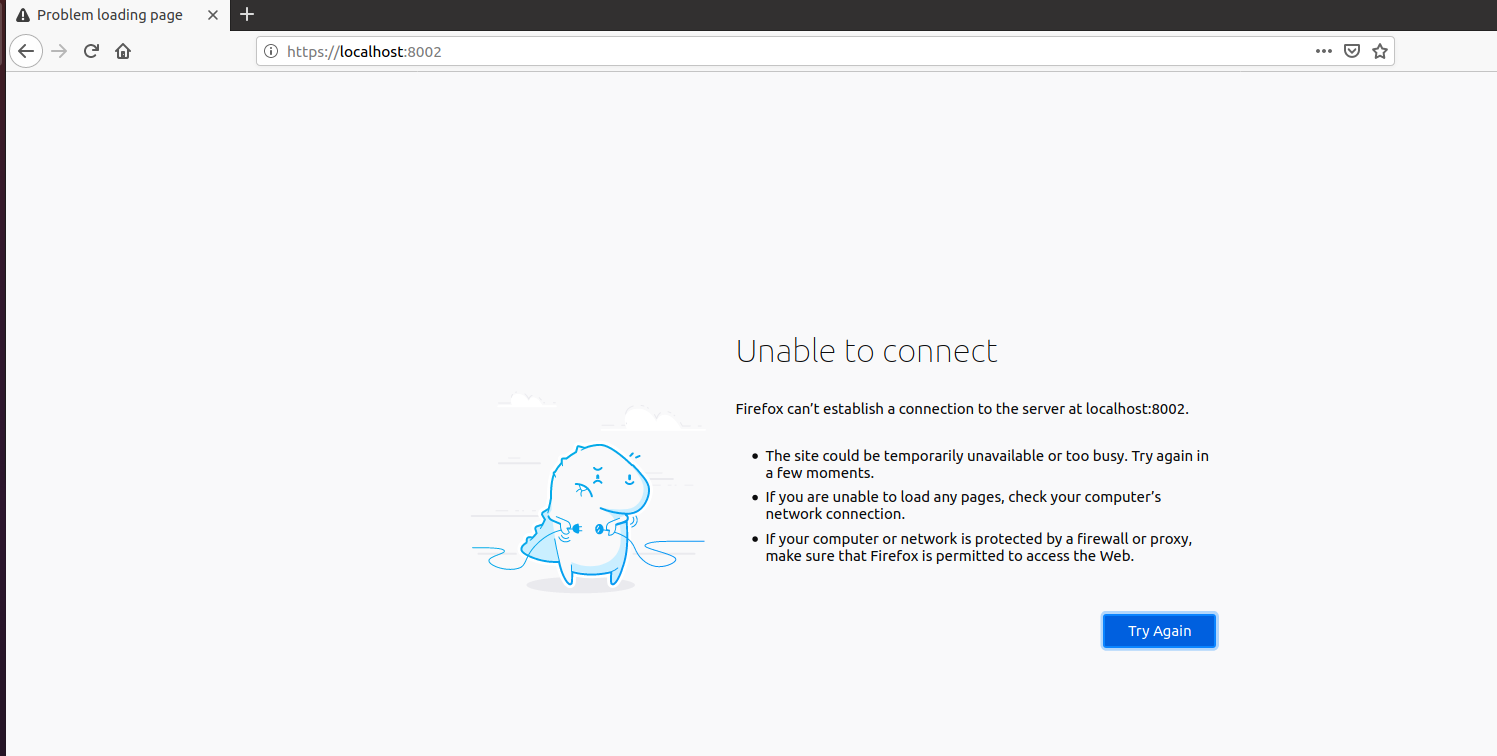 Problem loading page
https://localhost:8002
Unable to connect
Firefox can’t establish a connection to the server at localhost:8002.
The site could be temporarily unavailable or too busy. Try again in
a few moments.
If you are unable to load any pages, check your computer’s
network connection.
If your computer or network is protected by a firewall or proxy,
make sure that Firefox is permitted to access the Web.
Try Again